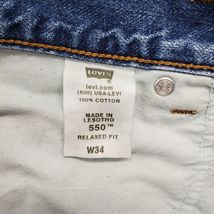 LEVI'S
levi.com
(800) USA-LEVI
100% COTTON
MADE IN
LESOTHO
550™
RELAXED FIT
W34